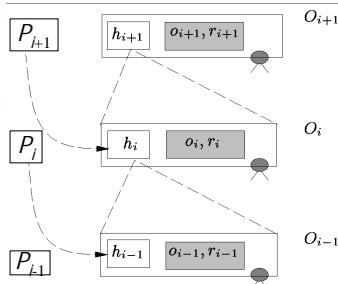 P_{i+1} h_{i+1} o_{i+1}, r_{i+1} O_{i+1}
P_i h_i o_i, r_i O_i
P_{i-1} h_{i-1} o_{i-1}, r_{i-1} O_{i-1}